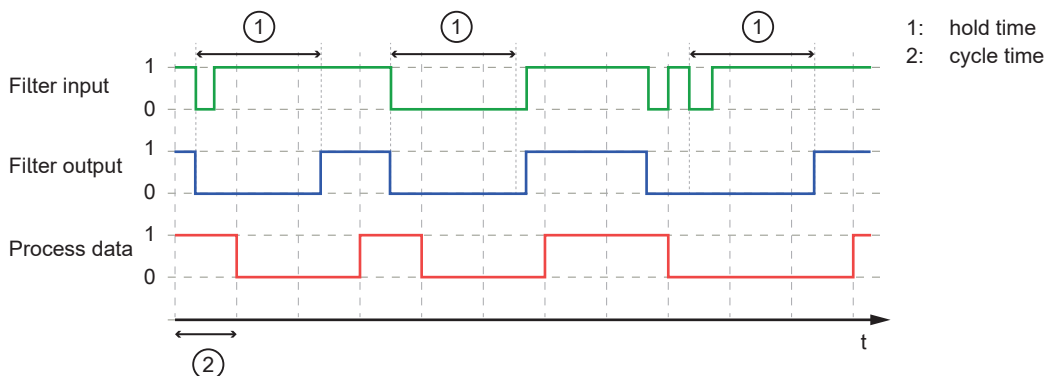 1 1 1
1: hold time
2: cycle time
Filter input 1
0
Filter output 1
0
Process data 1
0
t
2